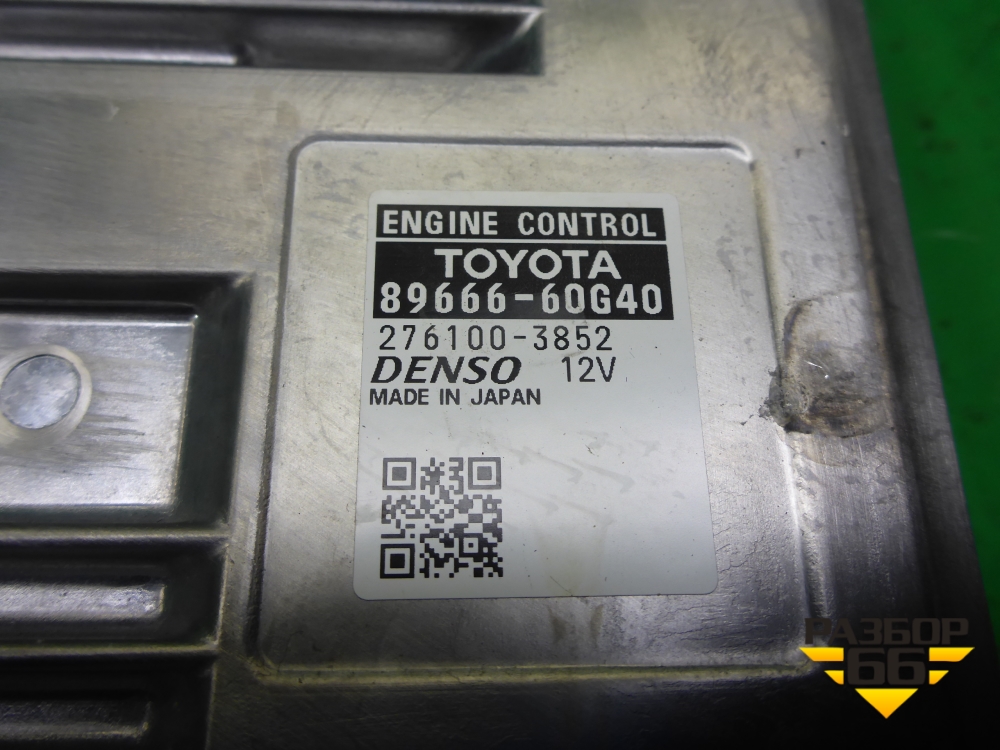 ENGINE CONTROL
TOYOTA
89666-60G40
276100-3852
DENSO 12V
MADE IN JAPAN
РАЗБОР
66